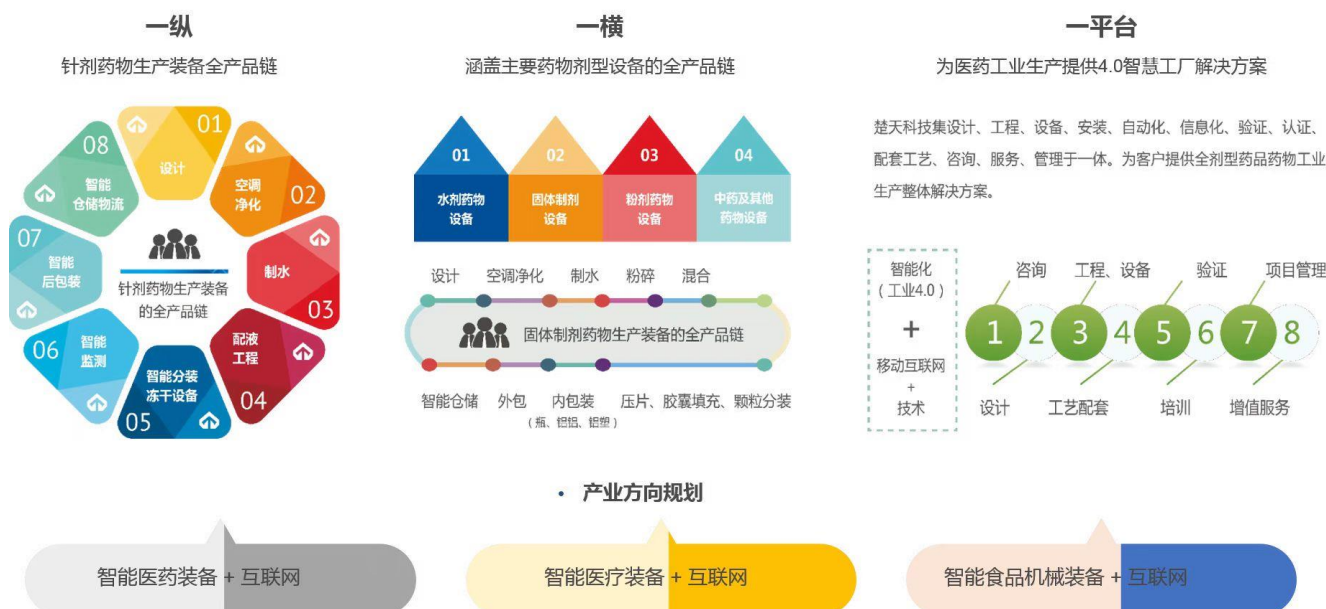 一纵
针剂药物生产装备全产品链
01
设计
空调
净化
02
制水
03
配液
工程
04
智能分装
冻干设备
05
智能
监测
06
07
智能
后包装
08
智能
仓储物流
针剂药物生产装备
的全产品链
一横
涵盖主要药物剂型设备的全产品链
01
02
03
04
水剂药物
设备
固体制剂
设备
粉剂药物
设备
中药及其他
药物设备
设计 空调净化 制水 粉碎 混合
固体制剂药物生产装备的全产品链
智能仓储 外包 内包装 压片、胶囊填充、颗粒分装
（瓶、铝铝、铝塑）
一平台
为医药工业生产提供4.0智慧工厂解决方案
楚天科技集设计、工程、设备、安装、自动化、信息化、验证、认证、
配套工艺、咨询、服务、管理于一体。为客户提供全剂型药品药物工业
生产整体解决方案。
智能化
（工业4.0）
+
移动互联网
+
技术
咨询 工程、设备 验证 项目管理
1 2 3 4 5 6 7 8
设计 工艺配套 培训 增值服务
• 产业方向规划
智能医药装备 + 互联网
智能医疗装备 + 互联网
智能食品机械装备 + 互联网